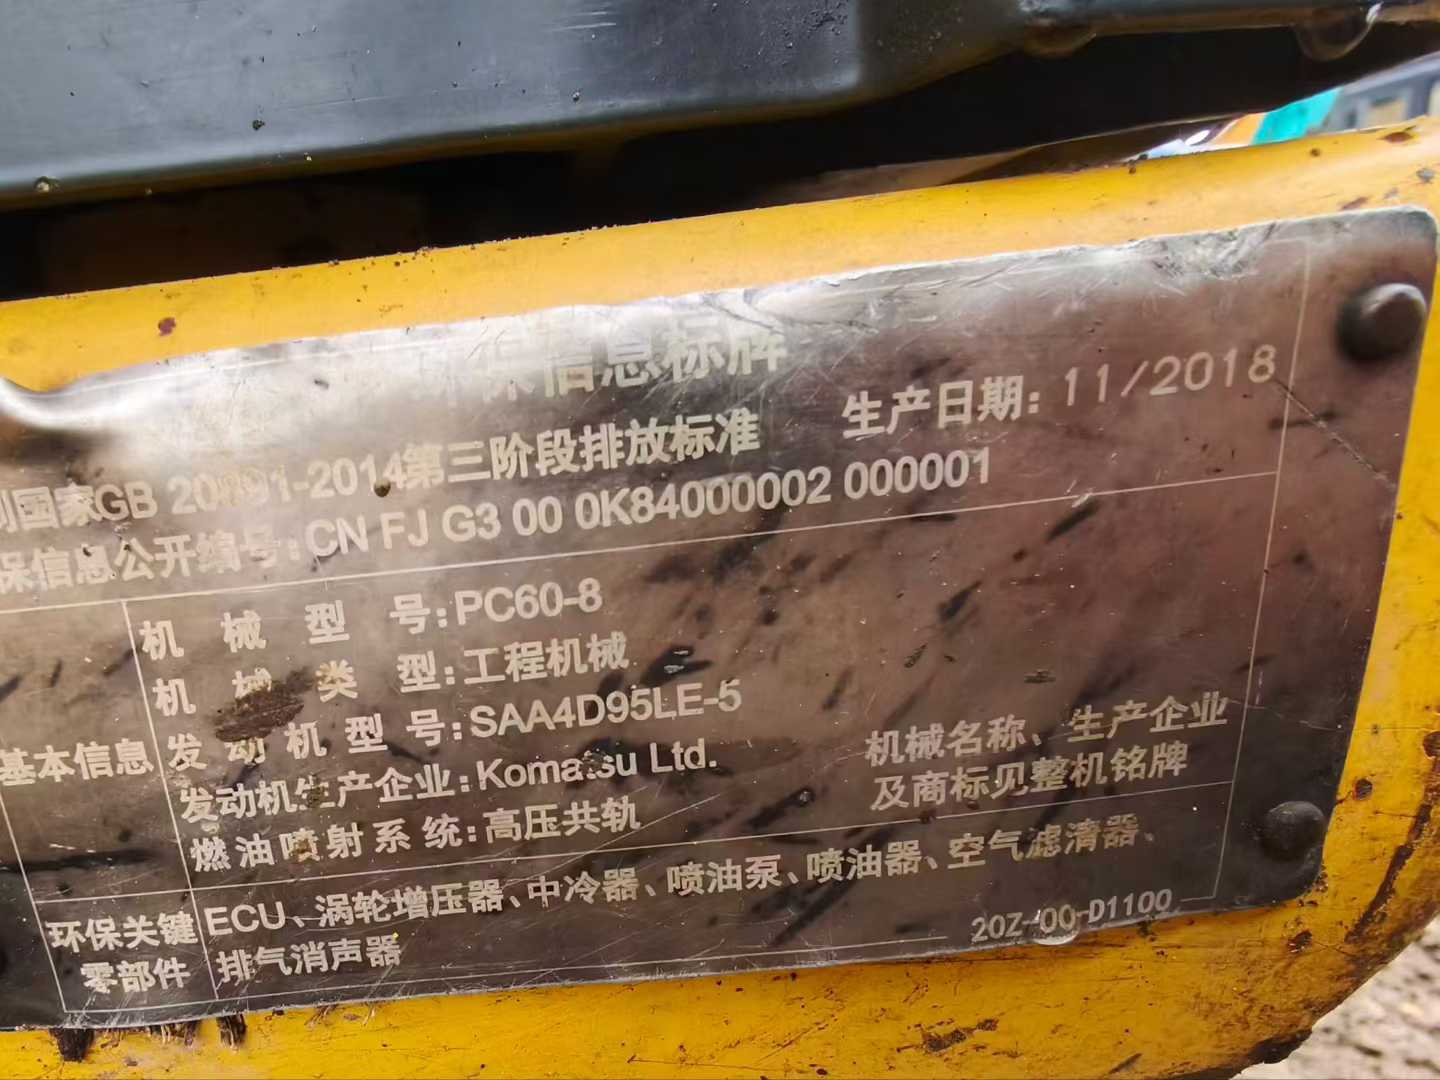 保信息标牌
国家GB 20891-2014第三阶段排放标准 生产日期: 11/2018
保信息公开编号: CN FJ G3 00 0K84000002 000001
机械型号: PC60-8
机械类型: 工程机械
基本信息 发动机型号: SAA4D95LE-5
发动机生产企业: Komatsu Ltd.
燃油喷射系统: 高压共轨
机械名称、生产企业
及商标见整机铭牌
环保关键 ECU、涡轮增压器、中冷器、喷油泵、喷油器、空气滤清器、
零部件 排气消声器
20Z-00-D1100